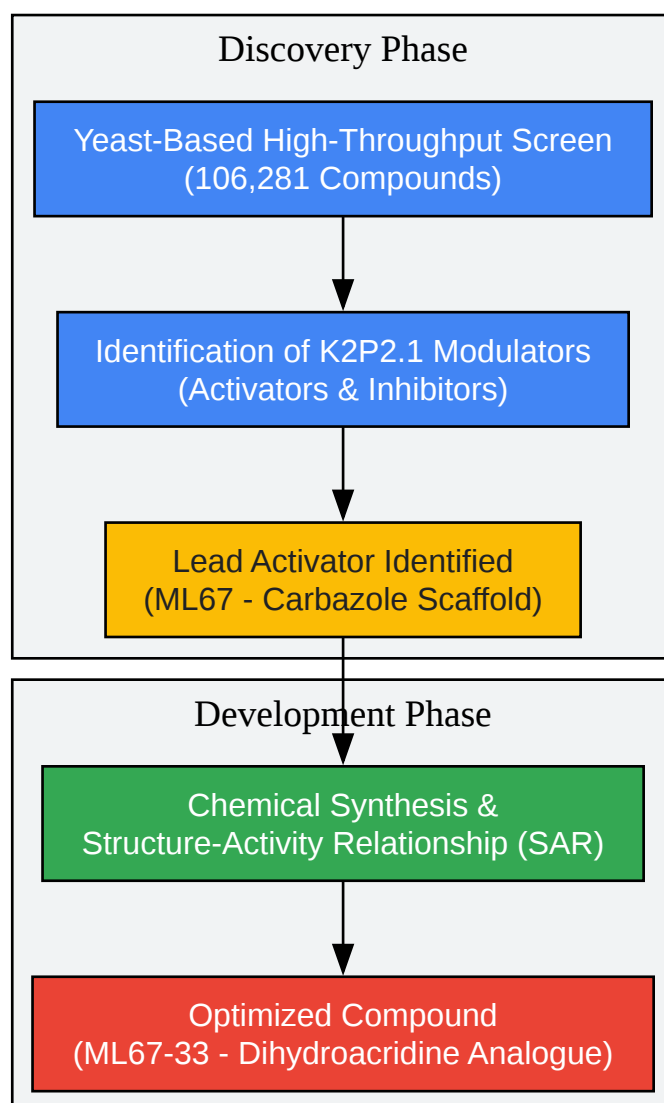 Discovery Phase
Yeast-Based High-Throughput Screen
(106,281 Compounds)
Identification of K2P2.1 Modulators
(Activators & Inhibitors)
Lead Activator Identified
(ML67 - Carbazole Scaffold)
Development Phase
Chemical Synthesis &
Structure-Activity Relationship (SAR)
Optimized Compound
(ML67-33 - Dihydroacridine Analogue)